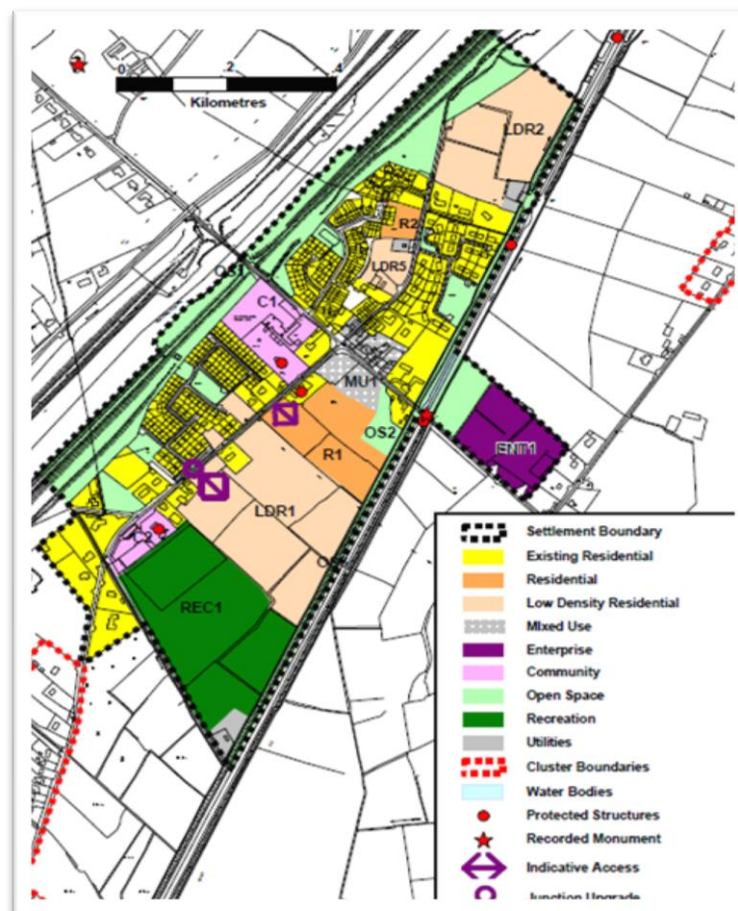 0 .2 .4
Kilometres
LDR2
R2
LDR5
OS1
C1
MU1
OS2
R1
ENT1
LDR1
REC1
Settlement Boundary
Existing Residential
Residential
Low Density Residential
Mixed Use
Enterprise
Community
Open Space
Recreation
Utilities
Cluster Boundaries
Water Bodies
Protected Structures
Recorded Monument
Indicative Access
Junction Upgrade